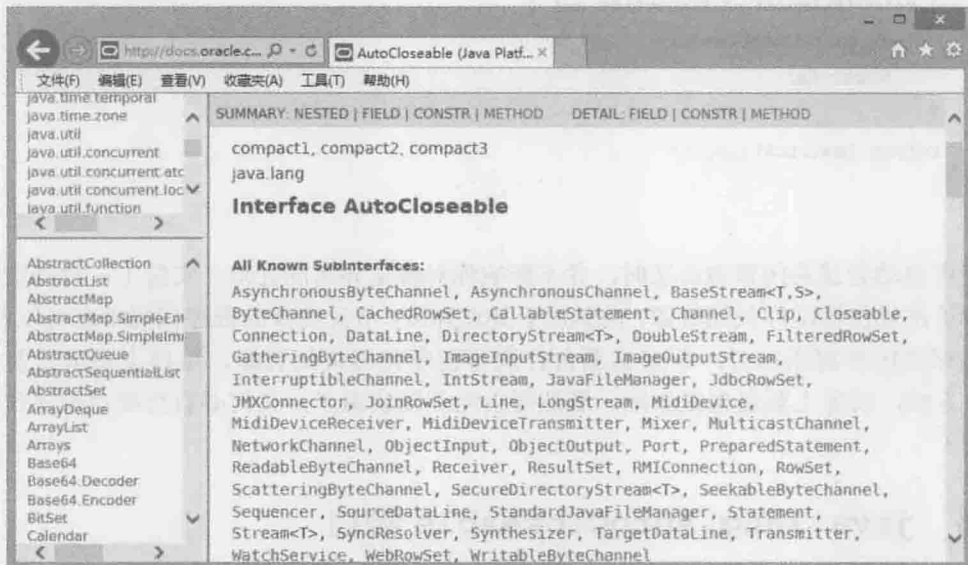 http://docs.oracle.c...
AutoCloseable (Java Platf...
文件(F) 编辑(E) 查看(V) 收藏夹(A) 工具(T) 帮助(H)
java.time.temporal
java.time.zone
java.util
java.util.concurrent
java.util.concurrent.atc
java.util.concurrent.loc
java.util.function
AbstractCollection
AbstractList
AbstractMap
AbstractMap.SimpleEnt
AbstractMap.SimpleIm
AbstractQueue
AbstractSequentialList
AbstractSet
ArrayDeque
ArrayList
Arrays
Base64
Base64.Decoder
Base64.Encoder
BitSet
Calendar
SUMMARY: NESTED | FIELD | CONSTR | METHOD DETAIL: FIELD | CONSTR | METHOD
compact1, compact2, compact3
java.lang
Interface AutoCloseable
All Known Subinterfaces:
AsynchronousByteChannel, AsynchronousChannel, BaseStream<T,S>,
ByteChannel, CachedRowSet, CallableStatement, Channel, Clip, Closeable,
Connection, DataLine, DirectoryStream<T>, DoubleStream, FilteredRowSet,
GatheringByteChannel, ImageInputStream, ImageOutputStream,
InterruptibleChannel, IntStream, JavaFileManager, JdbcRowSet,
JMXConnector, JoinRowSet, Line, LongStream, MidiDevice,
MidiDeviceReceiver, MidiDeviceTransmitter, Mixer, MulticastChannel,
NetworkChannel, ObjectInput, ObjectOutput, Port, PreparedStatement,
ReadableByteChannel, Receiver, ResultSet, RMIConnection, RowSet,
ScatteringByteChannel, SecureDirectoryStream<T>, SeekableByteChannel,
Sequencer, SourceDataLine, StandardJavaFileManager, Statement,
Stream<T>, SyncResolver, Synthesizer, TargetDataLine, Transmitter,
WatchService, WebRowSet, WritableByteChannel